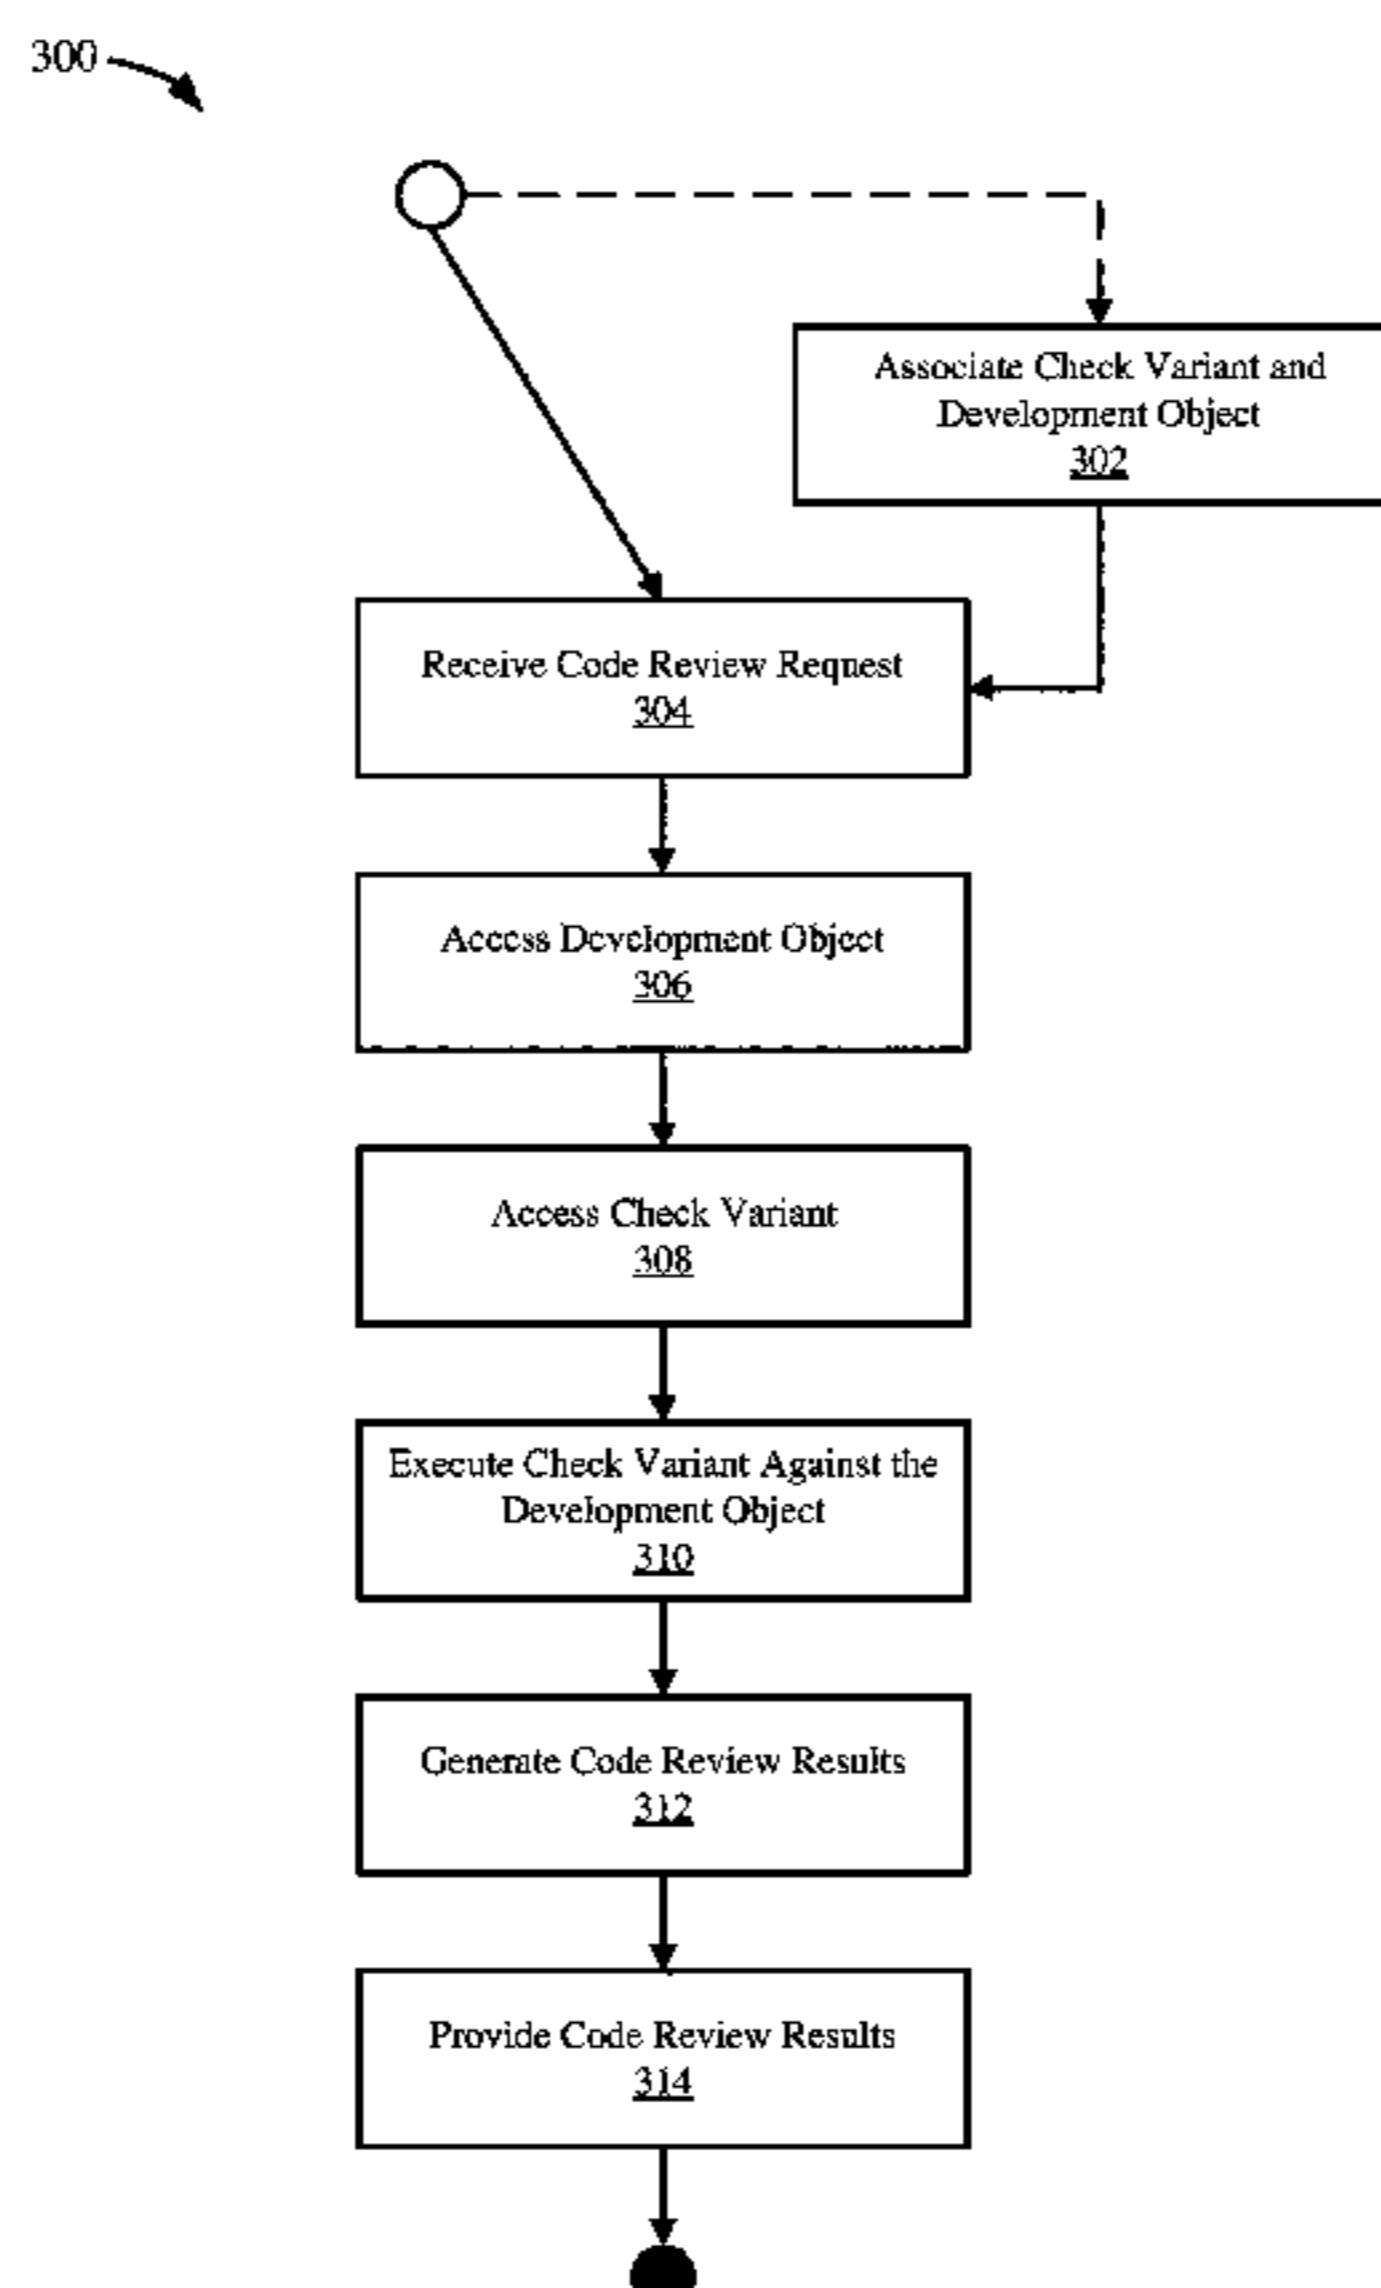 300
Associate Check Variant and
Development Object
302
Receive Code Review Request
304
Access Development Object
306
Access Check Variant
308
Execute Check Variant Against the
Development Object
310
Generate Code Review Results
312
Provide Code Review Results
314